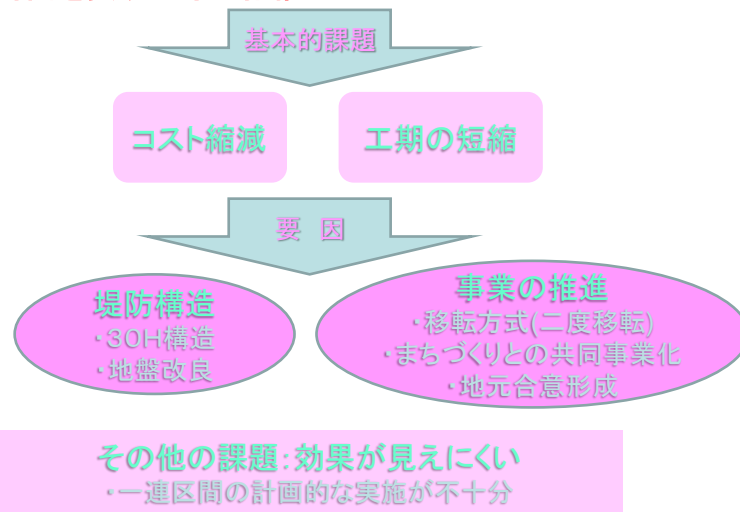 基本的課題
コスト縮減
工期の短縮
要　因
堤防構造
・30H構造
・地盤改良
事業の推進
・移転方式(二度移転)
・まちづくりとの共同事業化
・地元合意形成
その他の課題:効果が見えにくい
・一連区間の計画的な実施が不十分